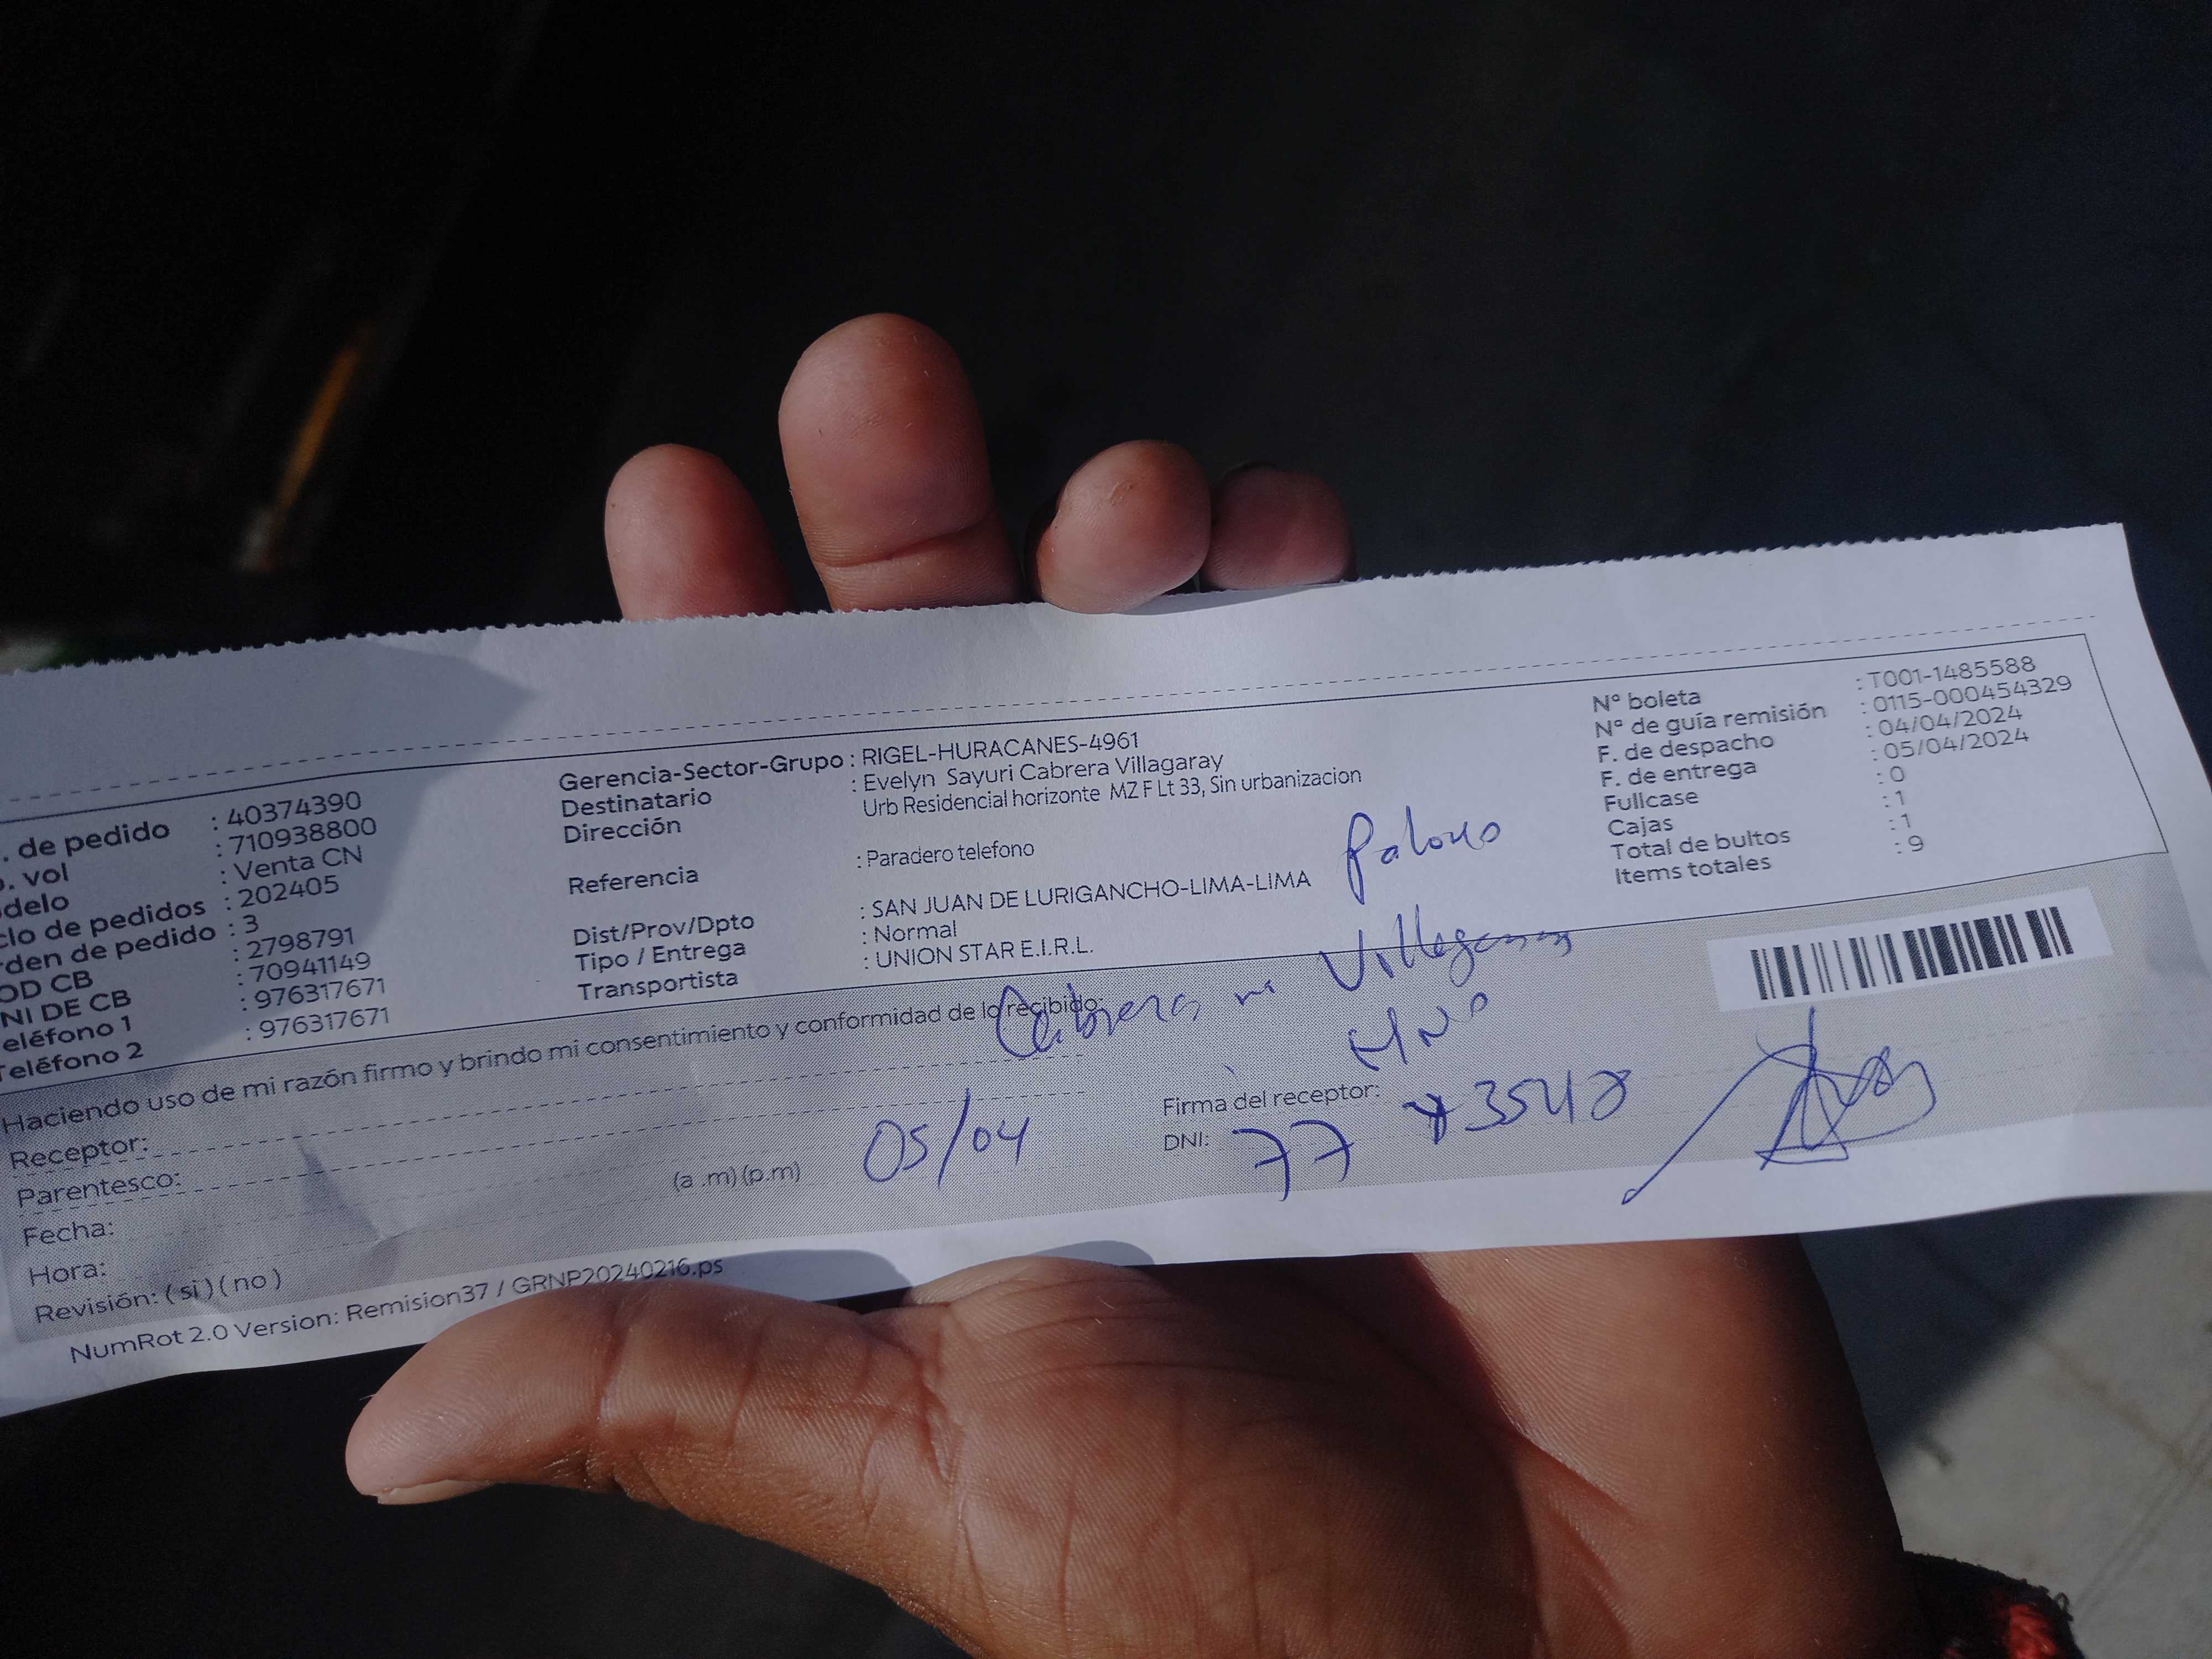 . de pedido : 40374390
. vol : 710938800
delo : Venta CN
clo de pedidos : 202405
rden de pedido : 3
OD CB : 2798791
NI DE CB : 70941149
eléfono 1 : 976317671
Teléfono 2 : 976317671
Gerencia-Sector-Grupo : RIGEL-HURACANES-4961
Destinatario : Evelyn Sayuri Cabrera Villagaray
Dirección Urb Residencial horizonte MZ F Lt 33, Sin urbanizacion
Referencia : Paradero telefono
Dist/Prov/Dpto : SAN JUAN DE LURIGANCHO-LIMA-LIMA
Tipo / Entrega : Normal
Transportista : UNION STAR E.I.R.L.
Nº boleta : T001-1485588
Nº de guía remisión : 0115-000454329
F. de despacho : 04/04/2024
F. de entrega : 05/04/2024
Fullcase : 0
Cajas : 1
Total de bultos : 1
Items totales : 9
Haciendo uso de mi razón firmo y brindo mi consentimiento y conformidad de lo recibido:
Cabrera
Receptor:
Parentesco:
Fecha:
Hora: (a .m) (p.m) 05/04
Revisión: ( si ) ( no )
Firma del receptor:
DNI: 77
NumRot 2.0 Version: Remision37 / GRNP20240216.ps